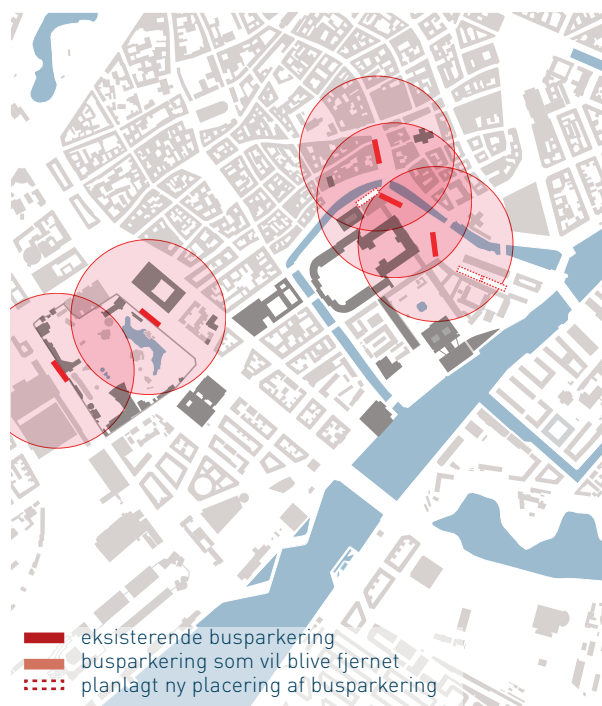 eksisterende busparkering
busparkering som vil blive fjernet
planlagt ny placering af busparkering